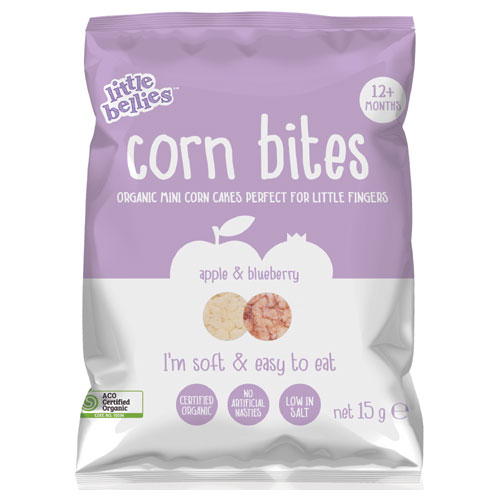 little
bellies™
12+
MONTHS
corn bites
ORGANIC MINI CORN CAKES PERFECT FOR LITTLE FINGERS
apple & blueberry
I'm soft & easy to eat
ACO
Certified
Organic
CERTIFIED
ORGANIC
NO
ARTIFICIAL
NASTIES
LOW IN
SALT
net 15 g e